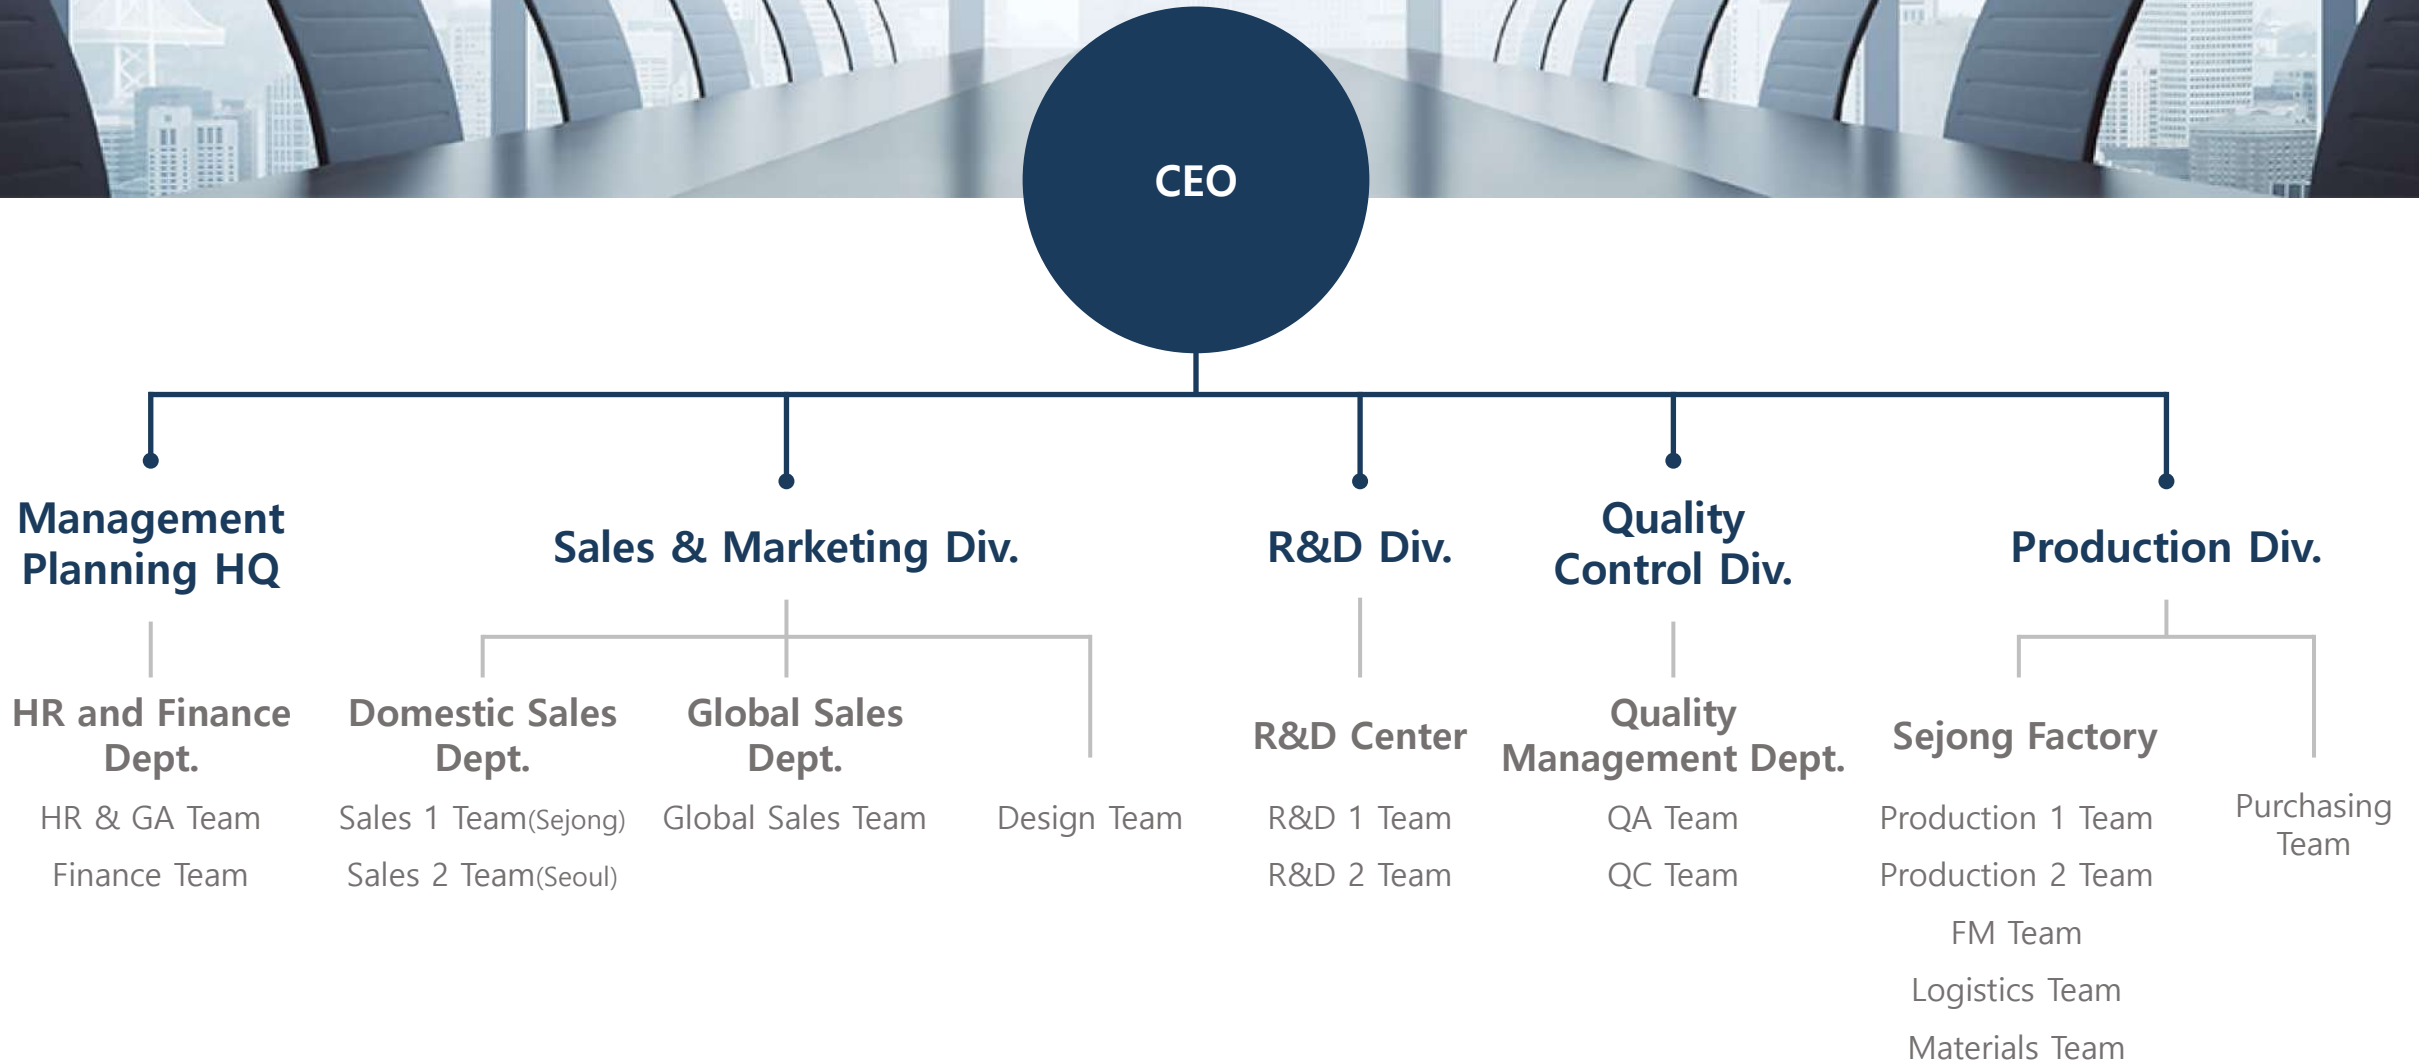 CEO
Management
Planning HQ
Sales & Marketing Div.
R&D Div.
Quality
Control Div.
Production Div.
HR and Finance
Dept.
HR & GA Team
Finance Team
Domestic Sales
Dept.
Sales 1 Team(Sejong)
Sales 2 Team(Seoul)
Global Sales
Dept.
Global Sales Team
Design Team
R&D Center
R&D 1 Team
R&D 2 Team
Quality
Management Dept.
QA Team
QC Team
Sejong Factory
Production 1 Team
Production 2 Team
FM Team
Logistics Team
Materials Team
Purchasing
Team